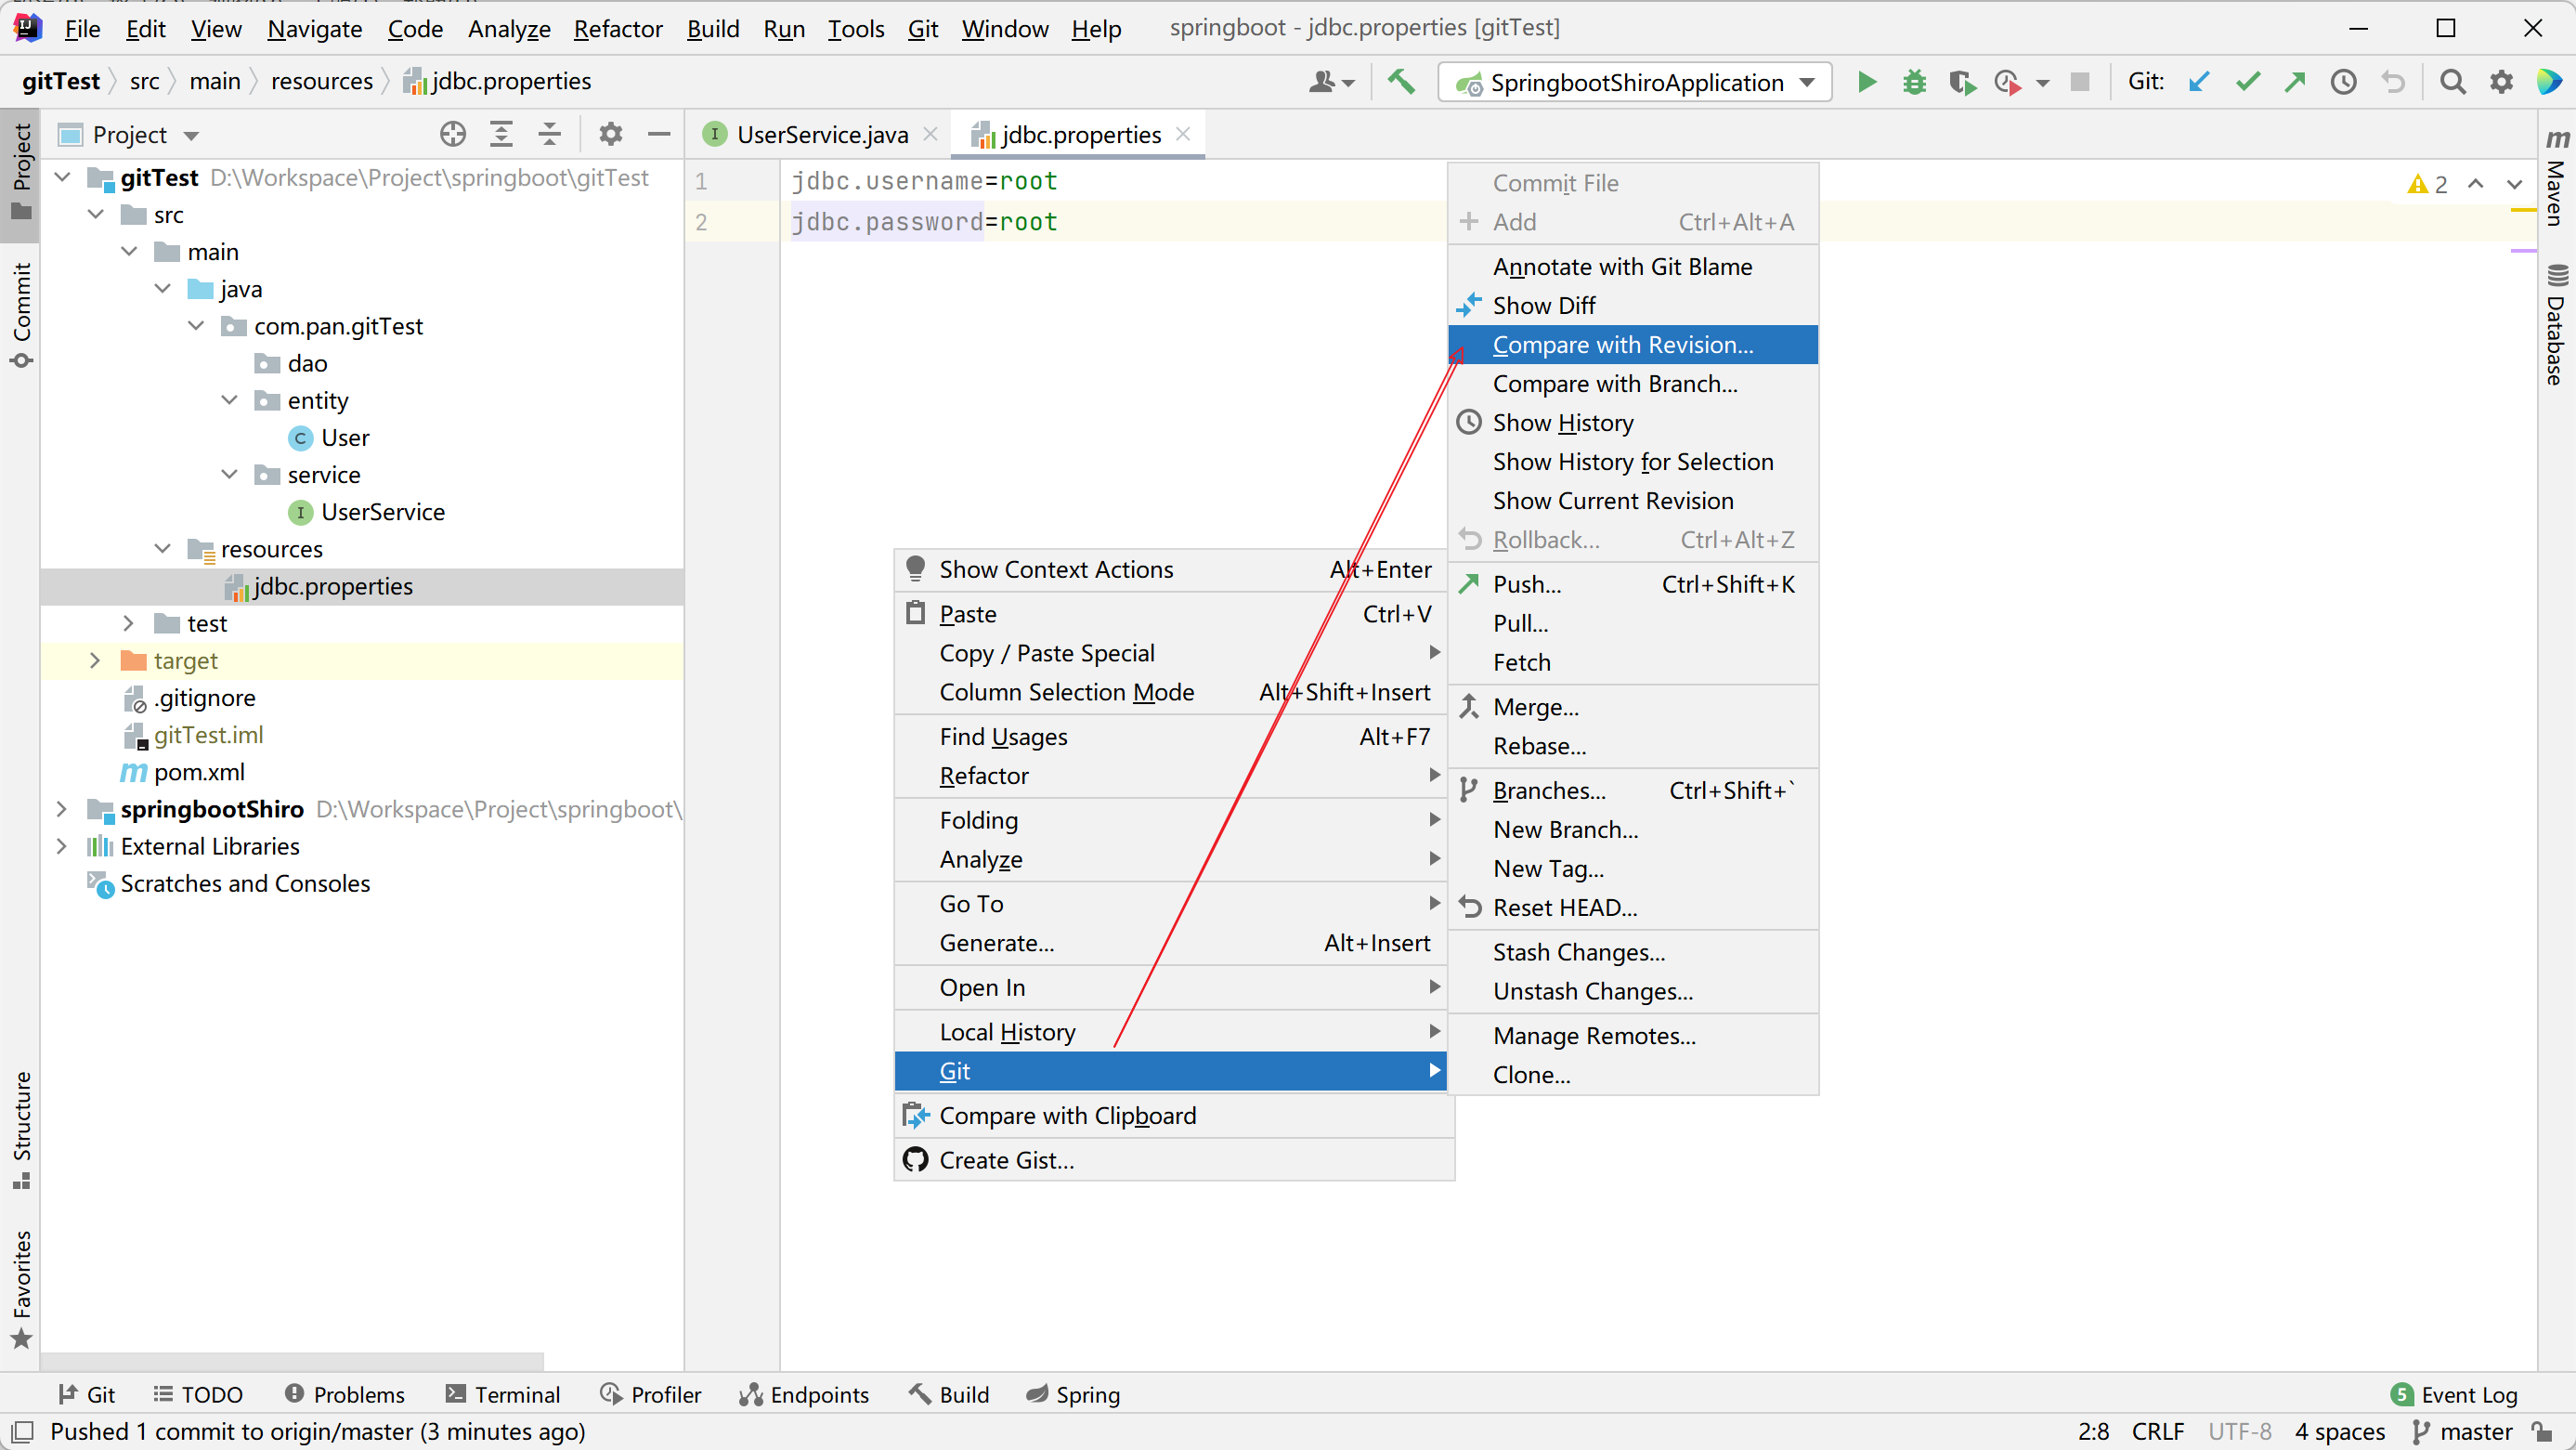 File Edit View Navigate Code Analyze Refactor Build Run Tools Git Window Help springboot - jdbc.properties [gitTest]
gitTest src main resources jdbc.properties SpringbootShiroApplication Git:
Project
UserService.java jdbc.properties
gitTest D:\Workspace\Project\springboot\gitTest
src
main
java
com.pan.gitTest
dao
entity
User
service
UserService
resources
jdbc.properties
test
target
.gitignore
gitTest.iml
pom.xml
springbootShiro D:\Workspace\Project\springboot\
External Libraries
Scratches and Consoles
Project
Commit
Structure
Favorites
1 jdbc.username=root
2 jdbc.password=root
2
Show Context Actions Alt+Enter
Paste Ctrl+V
Copy / Paste Special
Column Selection Mode Alt+Shift+Insert
Find Usages Alt+F7
Refactor
Folding
Analyze
Go To
Generate... Alt+Insert
Open In
Local History
Git
Compare with Clipboard
Create Gist...
Commit File
Add Ctrl+Alt+A
Annotate with Git Blame
Show Diff
Compare with Revision...
Compare with Branch...
Show History
Show History for Selection
Show Current Revision
Rollback... Ctrl+Alt+Z
Push... Ctrl+Shift+K
Pull...
Fetch
Merge...
Rebase...
Branches... Ctrl+Shift+`
New Branch...
New Tag...
Reset HEAD...
Stash Changes...
Unstash Changes...
Manage Remotes...
Clone...
Maven
Database
Git TODO Problems Terminal Profiler Endpoints Build Spring 5 Event Log
Pushed 1 commit to origin/master (3 minutes ago) 2:8 CRLF UTF-8 4 spaces master